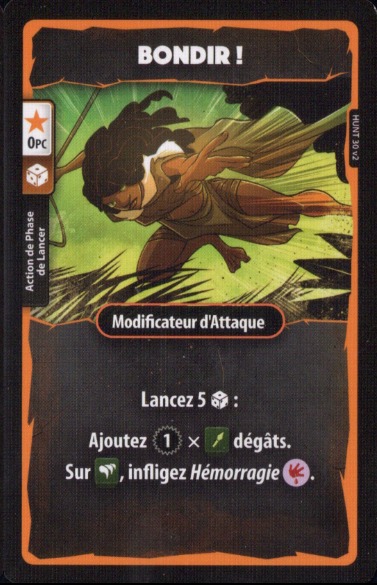 BONDIR !
0PC
HUNT 30 v2
Action de Phase
de Lancer
Modificateur d'Attaque
Lancez 5 :
Ajoutez 1 × dégâts.
Sur , infligez Hémorragie .